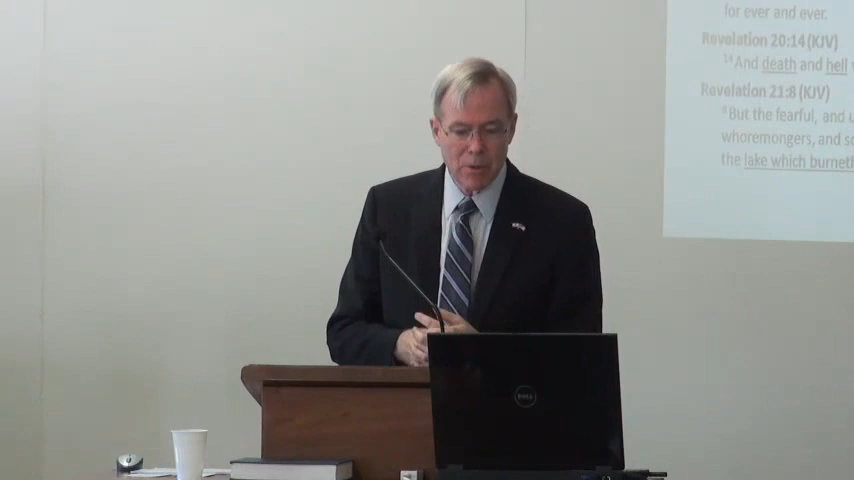 for ever and ever.
Revelation 20:14 (KJV)
14 And death and hell
Revelation 21:8 (KJV)
8 But the fearful, and
whoremongers, and
the lake which burneth
DELL